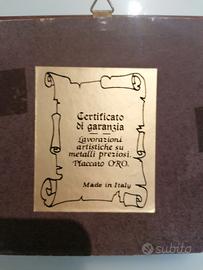 Certificato
di garanzia
Lavorazioni
artistiche su
metalli preziosi.
Placcato ORO.
Made in Italy
subito